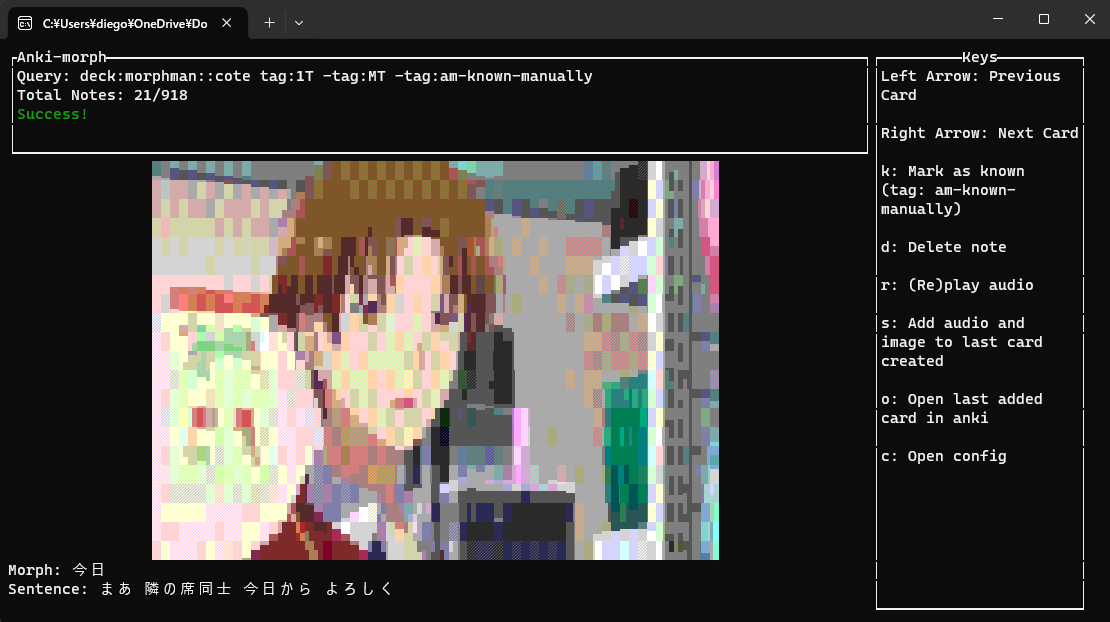 C:¥Users¥diego¥OneDrive¥Do
Anki-morph
Query: deck:morphman::cote tag:1T -tag:MT -tag:am-known-manually
Total Notes: 21/918
Success!
Morph: 今日
Sentence: まあ 隣の席同士 今日から よろしく
Keys
Left Arrow: Previous
Card
Right Arrow: Next Card
k: Mark as known
(tag: am-known-
manually)
d: Delete note
r: (Re)play audio
s: Add audio and
image to last card
created
o: Open last added
card in anki
c: Open config